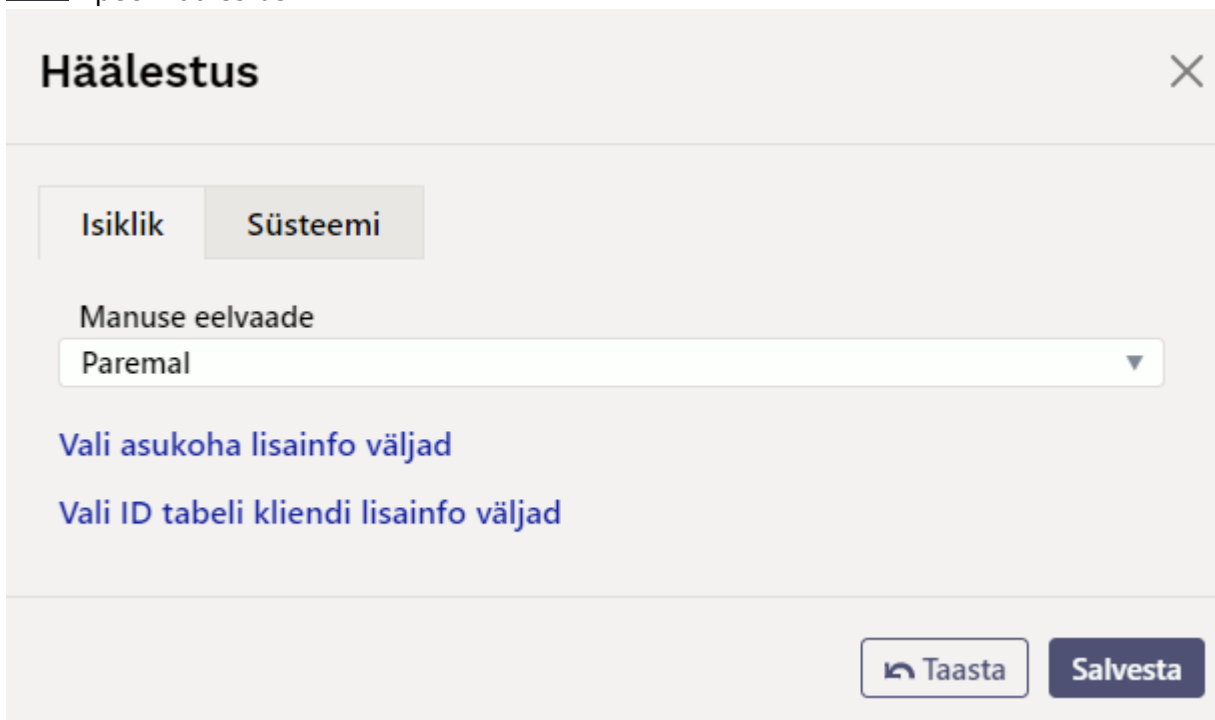 Häälestus
Isiklik Süsteemi
Manuse eelvaade
Paremal
Vali asukoha lisainfo väljad
Vali ID tabeli kliendi lisainfo väljad
Taasta Salvesta